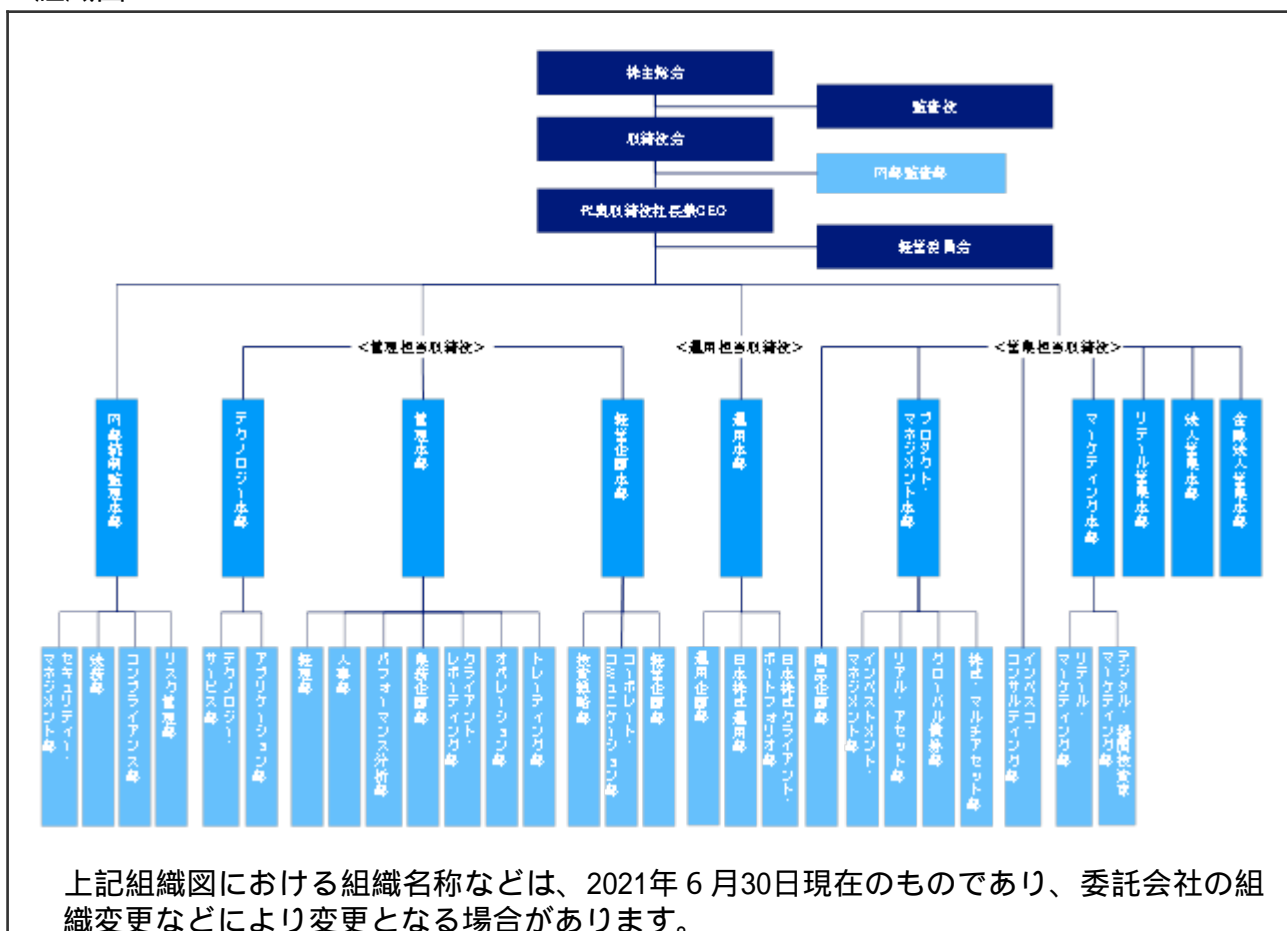 株主総会
監査役
取締役会
内部監査部
代表取締役社長兼CEO
経営委員会
<管理担当取締役>
<運用担当取締役>
<営業担当取締役>
内部統制監理本部
テクノロジー本部
管理本部
経営企画本部
運用本部
プロダクト・
マネジメント本部
マーケティング本部
リテール営業本部
法人営業本部
金融法人営業本部
セキュリティー・
マネジメント部
法務部
コンプライアンス部
リスク管理部
テクノロジー・
サービス部
アプリケーション部
経理部
人事部
パフォーマンス分析部
業務企画部
クライアント・
レポーティング部
オペレーション部
トレーディング部
投資戦略部
コーポレート・
コミュニケーション部
経営企画部
運用企画部
日本株式運用部
日本株式クライアント・
ポートフォリオ部
商品企画部
インベストメント・
マネジメント部
リアル・アセット部
グローバル債券部
株式・マルチアセット部
インベスコ・
コンサルティング部
リテール・
マーケティング部
デジタル・機関投資家
マーケティング部
上記組織図における組織名称などは、2021年6月30日現在のものであり、委託会社の組
織変更などにより変更となる場合があります。